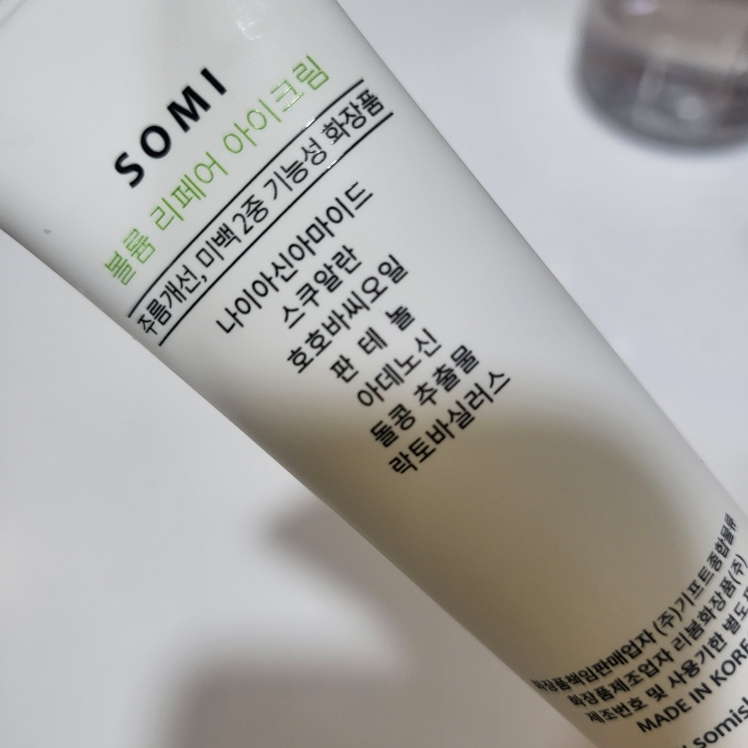 SOMI
볼륨 리페어 아이크림
주름개선, 미백 2중 기능성 화장품
나이아신아마이드
스쿠알란
호호바씨오일
판 테 놀
아데노신
돌콩 추출물
락토바실러스
화장품책임판매업자 (주)기프트종합물류
화장품제조업자 리봄화장품(주)
제조번호 및 사용기한 별도
MADE IN KORE